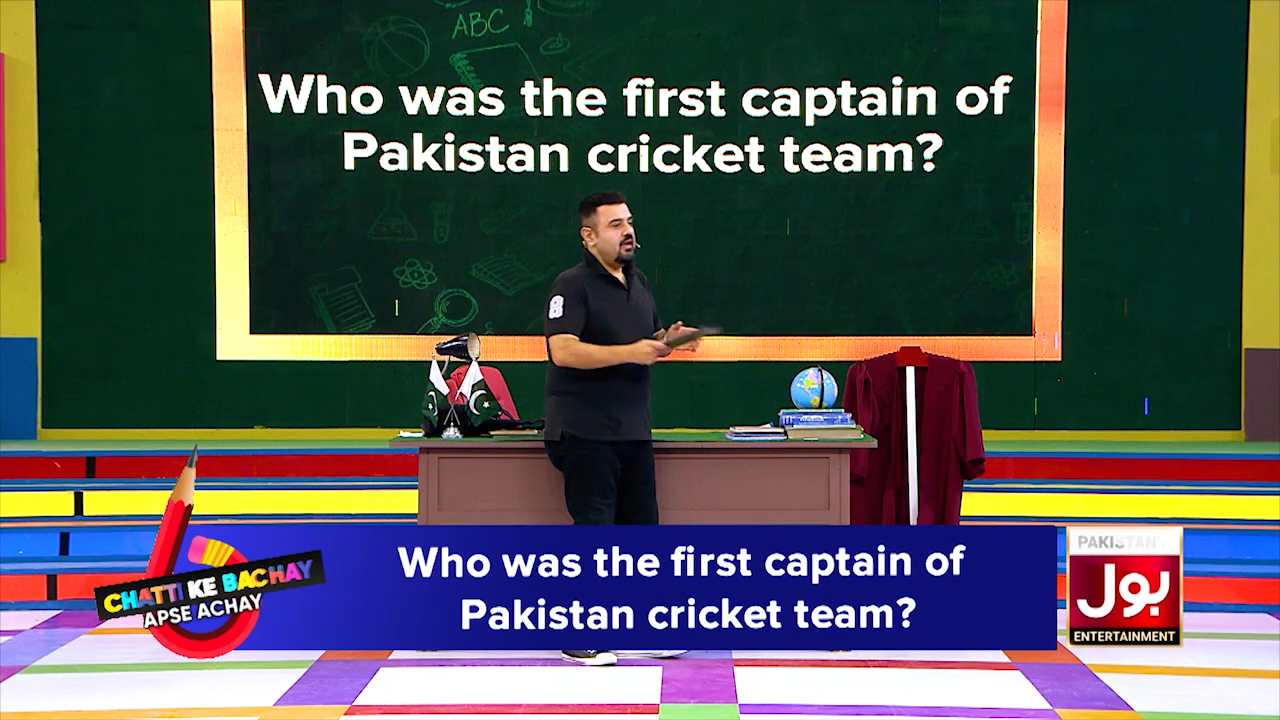 ABC
Who was the first captain of
Pakistan cricket team?
8
CHATTI KE BACHAY
APSE ACHAY
Who was the first captain of
Pakistan cricket team?
PAKISTAN'
بول
ENTERTAINMENT